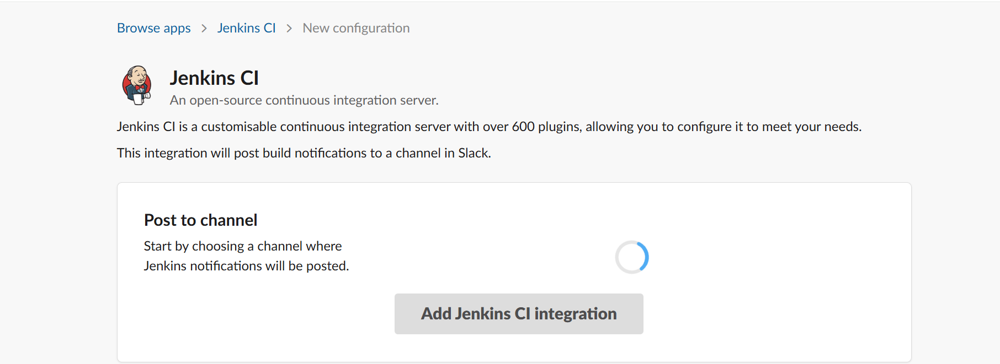 Browse apps > Jenkins CI > New configuration
Jenkins CI
An open-source continuous integration server.
Jenkins CI is a customisable continuous integration server with over 600 plugins, allowing you to configure it to meet your needs.
This integration will post build notifications to a channel in Slack.
Post to channel
Start by choosing a channel where
Jenkins notifications will be posted.
Add Jenkins CI integration